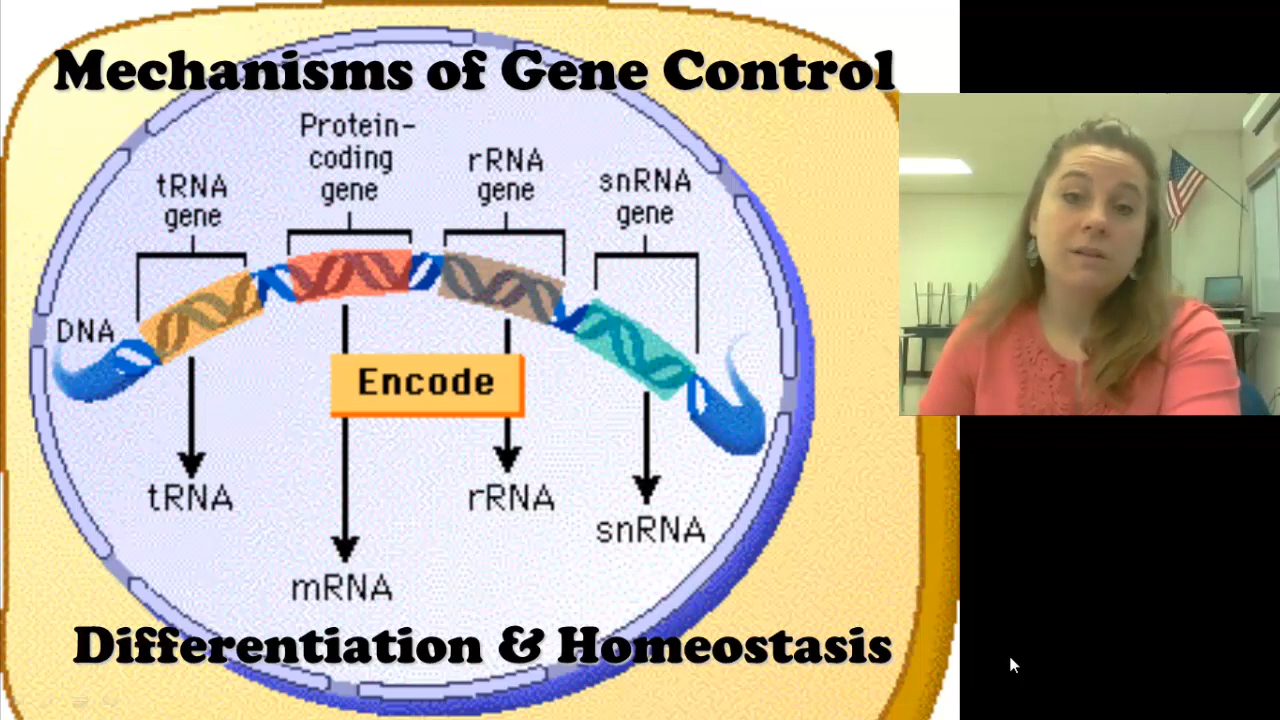 Mechanisms of Gene Control
Protein-
coding
gene
rRNA
gene
snRNA
gene
tRNA
gene
DNA
Encode
tRNA
rRNA
snRNA
mRNA
Differentiation & Homeostasis